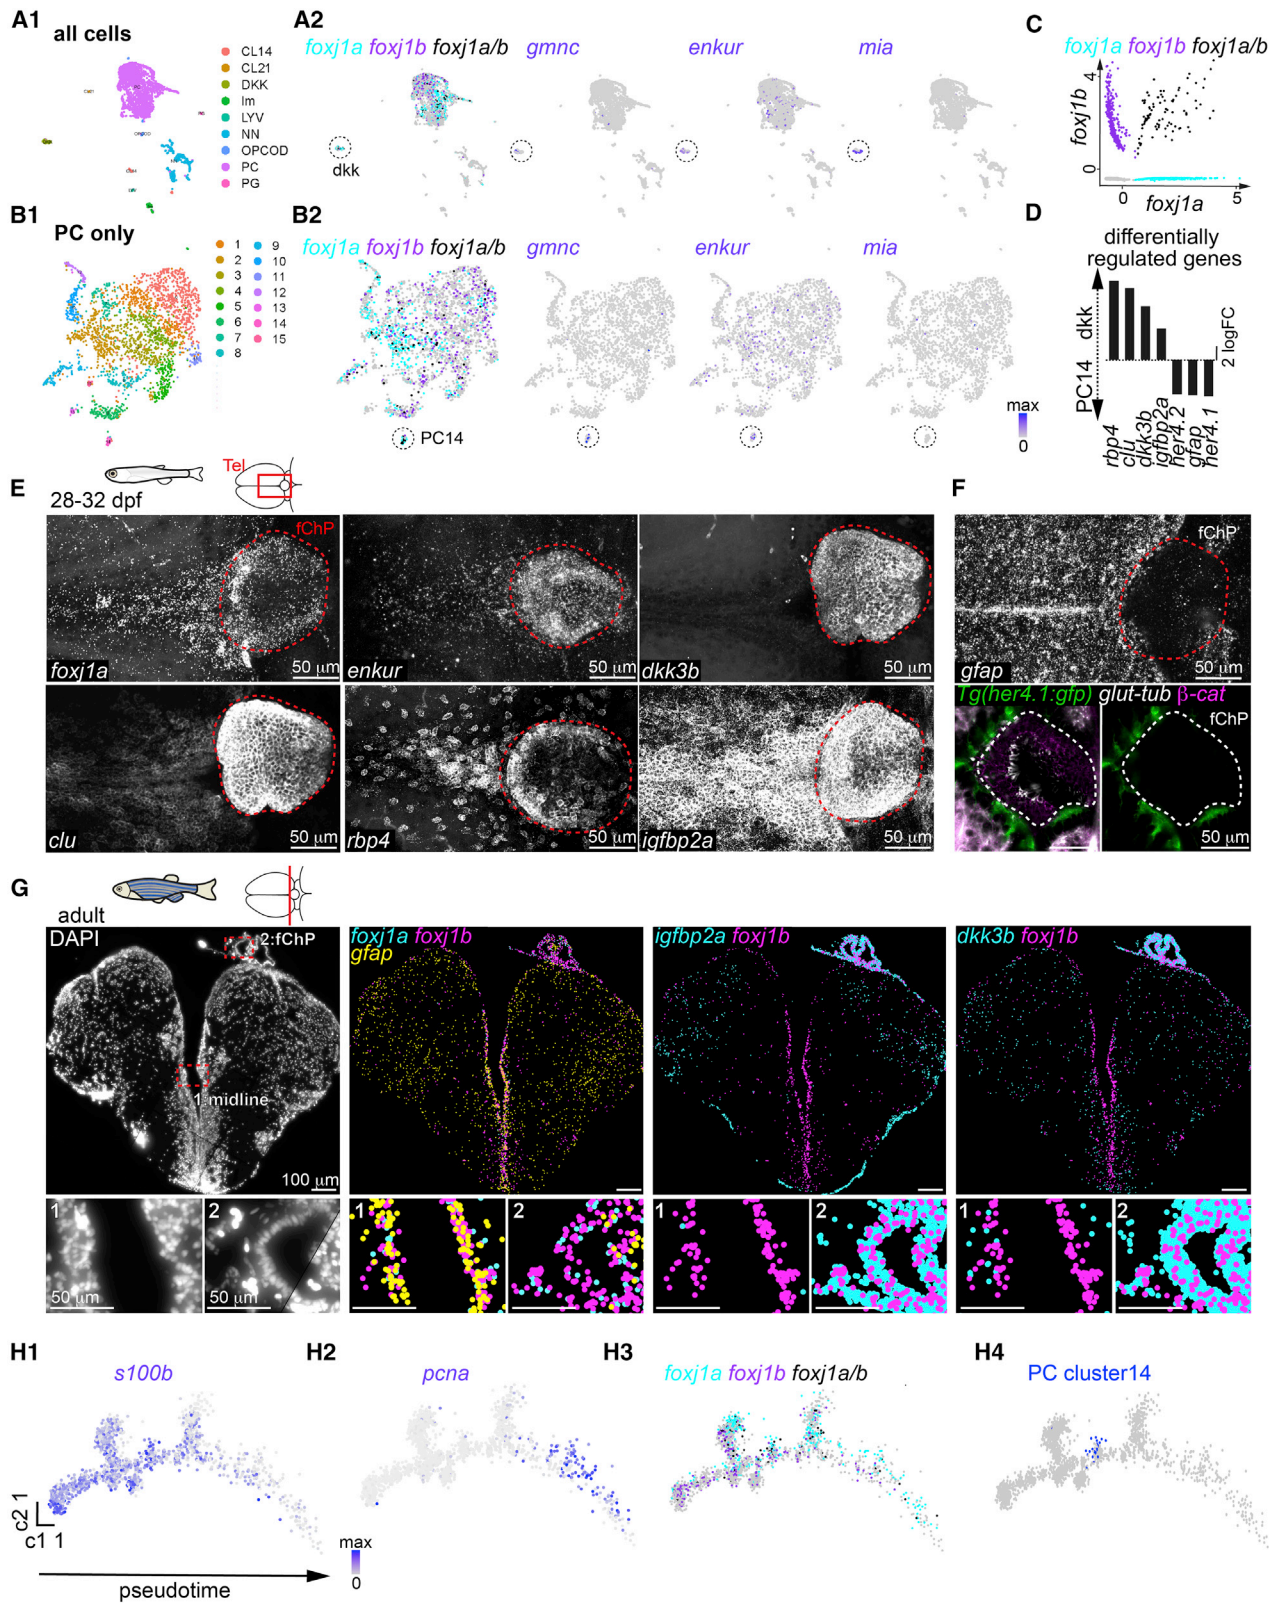 A1
all cells
CL14
CL21
DKK
Im
LYV
NN
OPCOD
PC
PG
A2
foxj1a foxj1b foxj1a/b
gmnc
enkur
mia
dkk
C
foxj1a foxj1b foxj1a/b
foxj1b
4
0
0
5
foxj1a
B1
PC only
1
2
3
4
5
6
7
8
9
10
11
12
13
14
15
B2
foxj1a foxj1b foxj1a/b
gmnc
enkur
mia
PC14
max
0
D
differentially
regulated genes
dkk
PC14
2 logFC
rbp4
clu
dkk3b
igfbp2a
her4.2
gfap
her4.1
E
28-32 dpf
Tel
fChP
foxj1a
50 µm
enkur
50 µm
dkk3b
50 µm
clu
50 µm
rbp4
50 µm
igfbp2a
50 µm
F
fChP
gfap
50 µm
Tg(her4.1:gfp) glut-tub β-cat
fChP
50 µm
G
adult
DAPI
2:fChP
1:midline
100 µm
foxj1a foxj1b
gfap
igfbp2a foxj1b
dkk3b foxj1b
1
50 µm
2
50 µm
1
2
1
2
1
2
H1
s100b
c2 1
c1 1
pseudotime
H2
pcna
max
0
H3
foxj1a foxj1b foxj1a/b
H4
PC cluster14